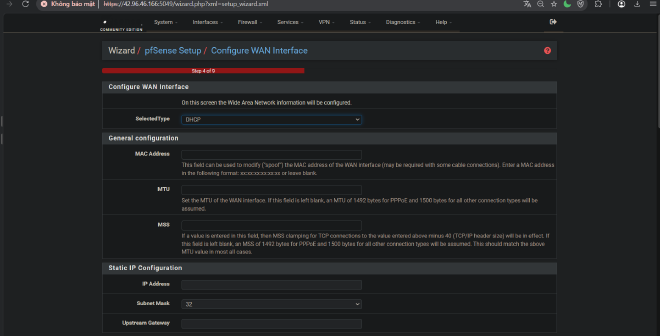 Không bảo mật https://42.96.46.166:5049/wizard.php?xml=setup_wizard.xml
COMMUNITY EDITION
System Interfaces Firewall Services VPN Status Diagnostics Help
Wizard / pfSense Setup / Configure WAN Interface
Step 4 of 9
Configure WAN Interface
On this screen the Wide Area Network information will be configured.
SelectedType DHCP
General configuration
MAC Address
This field can be used to modify ("spoof") the MAC address of the WAN interface (may be required with some cable connections). Enter a MAC address
in the following format: xx:xx:xx:xx:xx:xx or leave blank.
MTU
Set the MTU of the WAN interface. If this field is left blank, an MTU of 1492 bytes for PPPoE and 1500 bytes for all other connection types will be
assumed.
MSS
If a value is entered in this field, then MSS clamping for TCP connections to the value entered above minus 40 (TCP/IP header size) will be in effect. If
this field is left blank, an MSS of 1492 bytes for PPPoE and 1500 bytes for all other connection types will be assumed. This should match the above
MTU value in most all cases.
Static IP Configuration
IP Address
Subnet Mask 32
Upstream Gateway